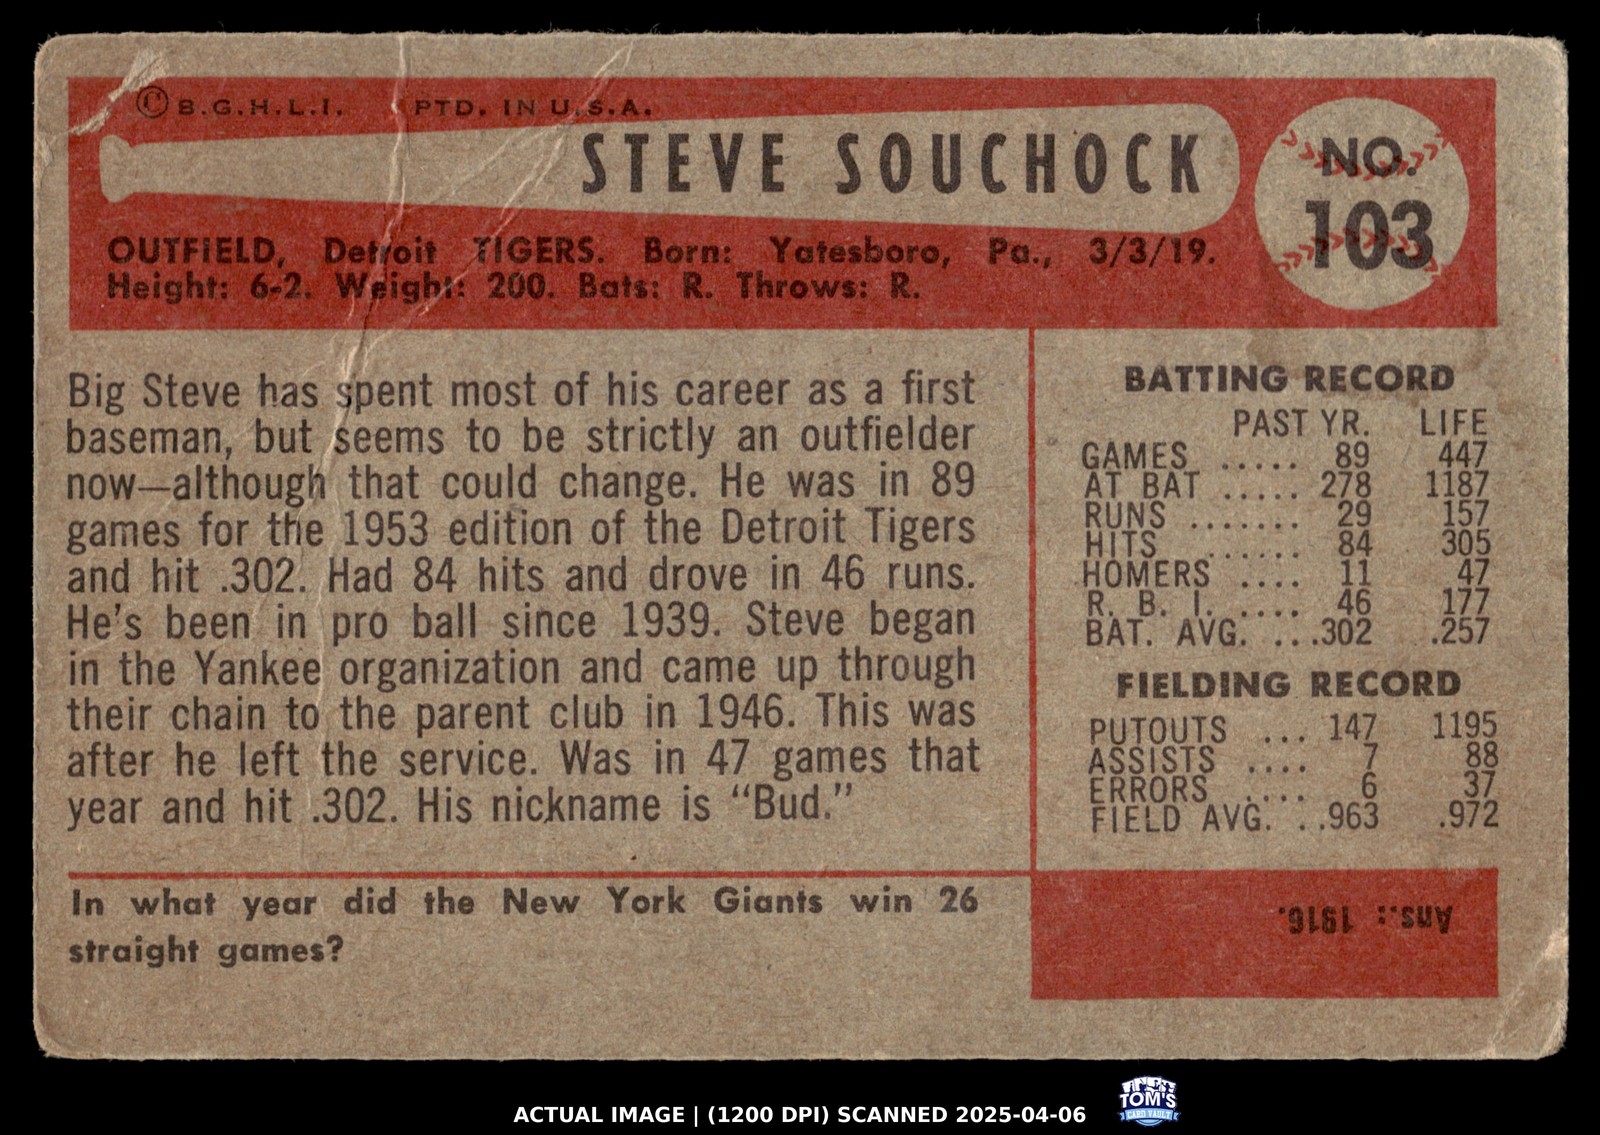 © B.G.H.L.I. PTD. IN U.S.A.
STEVE SOUCHOCK
NO.
103
OUTFIELD, Detroit TIGERS. Born: Yatesboro, Pa., 3/3/19.
Height: 6-2. Weight: 200. Bats: R. Throws: R.
Big Steve has spent most of his career as a first
baseman, but seems to be strictly an outfielder
now—although that could change. He was in 89
games for the 1953 edition of the Detroit Tigers
and hit .302. Had 84 hits and drove in 46 runs.
He's been in pro ball since 1939. Steve began
in the Yankee organization and came up through
their chain to the parent club in 1946. This was
after he left the service. Was in 47 games that
year and hit .302. His nickname is “Bud.”
BATTING RECORD
PAST YR. LIFE
GAMES ..... 89 447
AT BAT ..... 278 1187
RUNS ....... 29 157
HITS ...... 84 305
HOMERS .... 11 47
R. B. I. .... 46 177
BAT. AVG. ...302 .257
FIELDING RECORD
PUTOUTS ... 147 1195
ASSISTS .... 7 88
ERRORS .... 6 37
FIELD AVG. ..963 .972
In what year did the New York Giants win 26
straight games?
Ans.: 1916.
ACTUAL IMAGE | (1200 DPI) SCANNED 2025-04-06
TOM'S
CARD VAULT